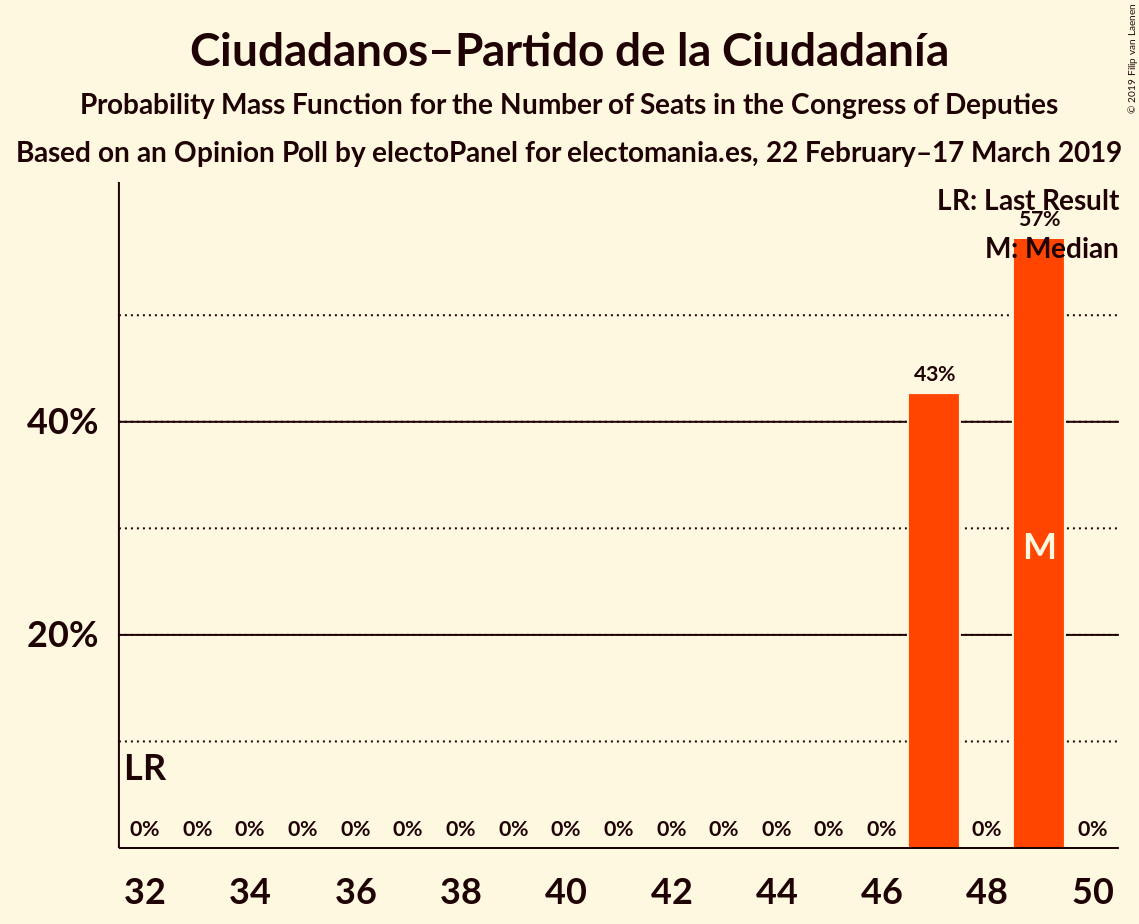 Ciudadanos–Partido de la Ciudadanía
Probability Mass Function for the Number of Seats in the Congress of Deputies
Based on an Opinion Poll by electoPanel for electomania.es, 22 February–17 March 2019
© 2019 Filip van Laenen
LR: Last Result
57%
M: Median
43%
40%
M
20%
LR
0% 0% 0% 0% 0% 0% 0% 0% 0% 0% 0% 0% 0% 0% 0% 0% 0%
32 34 36 38 40 42 44 46 48 50